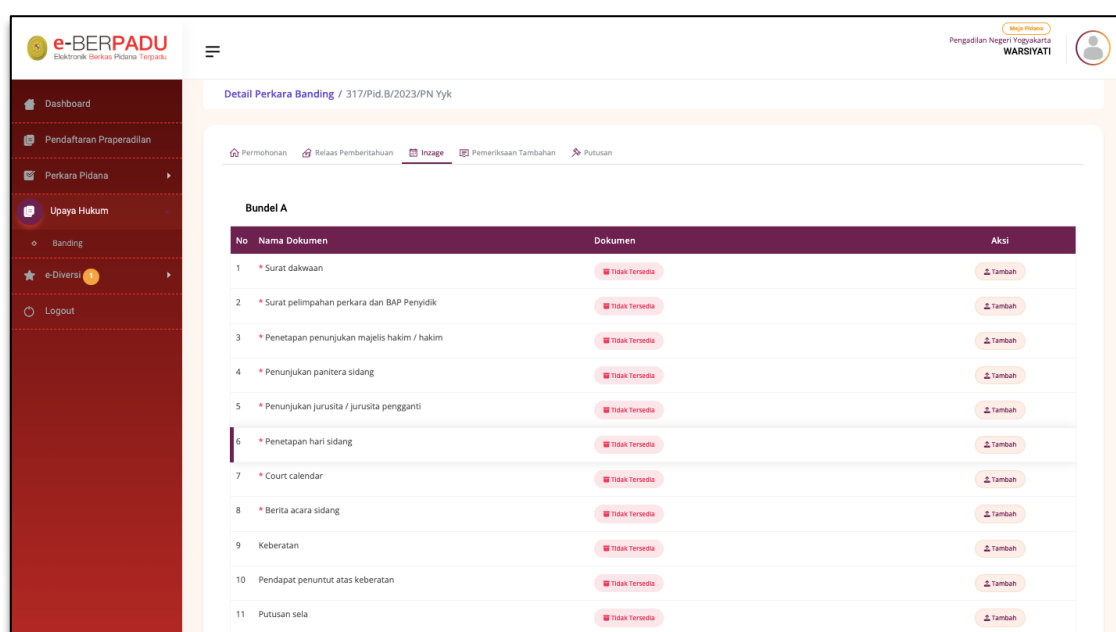 e-BERPADU
Elektronik Berkas Pidana Terpadu
Meja Pidana
Pengadilan Negeri Yogyakarta
WARSIYATI
Dashboard
Pendaftaran Praperadilan
Perkara Pidana
Upaya Hukum
Banding
e-Diversi 1
Logout
Detail Perkara Banding / 317/Pid.B/2023/PN Yyk
Permohonan Relaas Pemberitahuan Inzage Pemeriksaan Tambahan Putusan
Bundel A
No Nama Dokumen Dokumen Aksi
1 * Surat dakwaan Tidak Tersedia Tambah
2 * Surat pelimpahan perkara dan BAP Penyidik Tidak Tersedia Tambah
3 * Penetapan penunjukan majelis hakim / hakim Tidak Tersedia Tambah
4 * Penunjukan panitera sidang Tidak Tersedia Tambah
5 * Penunjukan jurusita / jurusita pengganti Tidak Tersedia Tambah
6 * Penetapan hari sidang Tidak Tersedia Tambah
7 * Court calendar Tidak Tersedia Tambah
8 * Berita acara sidang Tidak Tersedia Tambah
9 Keberatan Tidak Tersedia Tambah
10 Pendapat penuntut atas keberatan Tidak Tersedia Tambah
11 Putusan sela Tidak Tersedia Tambah